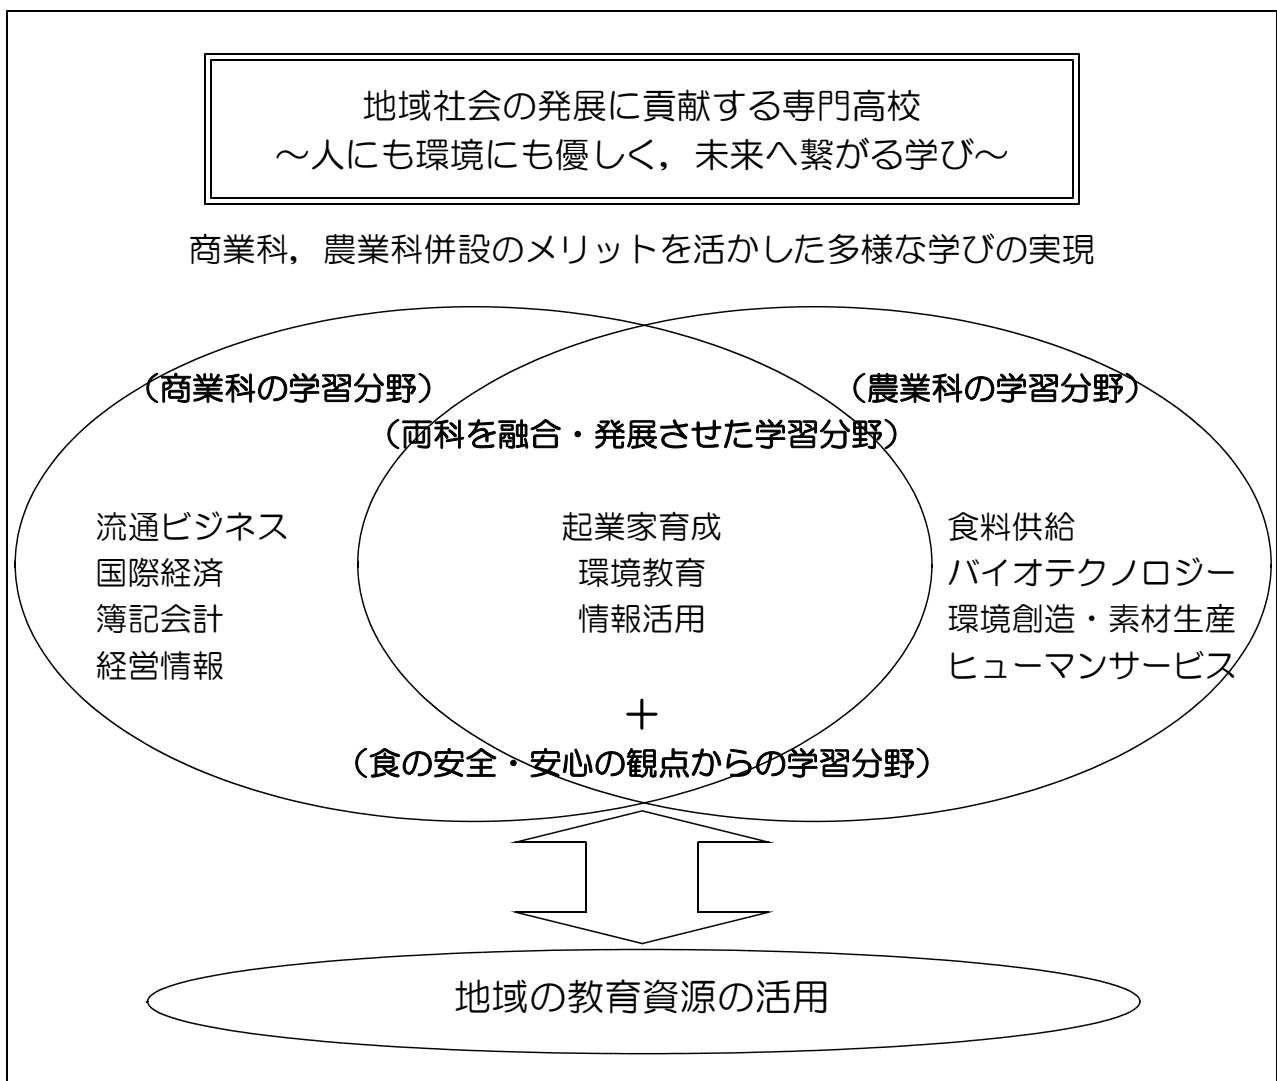 地域社会の発展に貢献する専門高校
～人にも環境にも優しく，未来へ繋がる学び～
商業科，農業科併設のメリットを活かした多様な学びの実現
（商業科の学習分野）
（農業科の学習分野）
（両科を融合・発展させた学習分野）
流通ビジネス
国際経済
簿記会計
経営情報
起業家育成
環境教育
情報活用
食料供給
バイオテクノロジー
環境創造・素材生産
ヒューマンサービス
＋
（食の安全・安心の観点からの学習分野）
地域の教育資源の活用